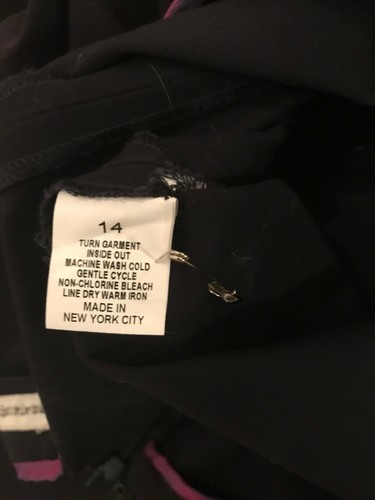 14
TURN GARMENT
INSIDE OUT
MACHINE WASH COLD
GENTLE CYCLE
NON-CHLORINE BLEACH
LINE DRY WARM IRON
MADE IN
NEW YORK CITY